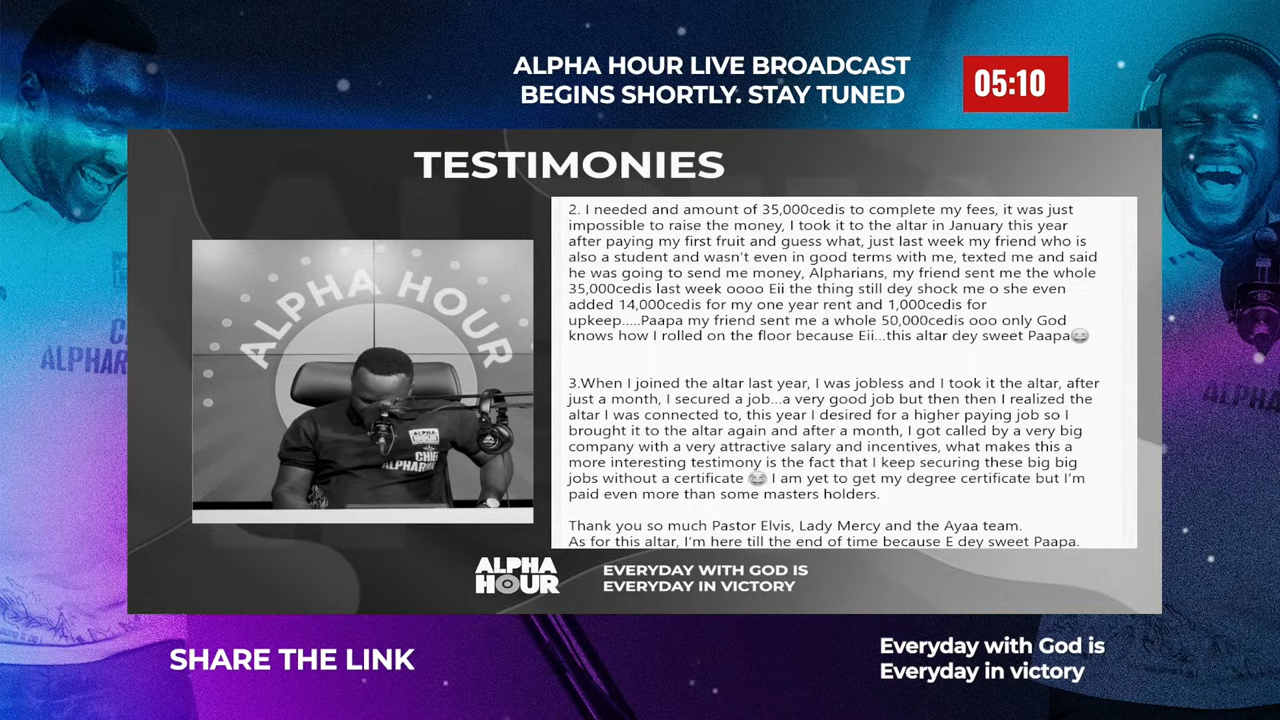 ALPHA HOUR LIVE BROADCAST
BEGINS SHORTLY. STAY TUNED
05:10
TESTIMONIES
2. I needed and amount of 35,000cedis to complete my fees, it was just
impossible to raise the money, I took it to the altar in January this year
after paying my first fruit and guess what, just last week my friend who is
also a student and wasn't even in good terms with me, texted me and said
he was going to send me money, Alpharians, my friend sent me the whole
35,000cedis last week oooo Eii the thing still dey shock me o she even
added 14,000cedis for my one year rent and 1,000cedis for
upkeep.....Paapa my friend sent me a whole 50,000cedis ooo only God
knows how I rolled on the floor because Eii...this altar dey sweet Paapa😄
3.When I joined the altar last year, I was jobless and I took it the altar, after
just a month, I secured a job...a very good job but then then I realized the
altar I was connected to, this year I desired for a higher paying job so I
brought it to the altar again and after a month, I got called by a very big
company with a very attractive salary and incentives, what makes this a
more interesting testimony is the fact that I keep securing these big big
jobs without a certificate 😂 I am yet to get my degree certificate but I'm
paid even more than some masters holders.
Thank you so much Pastor Elvis, Lady Mercy and the Ayaa team.
As for this altar, I'm here till the end of time because E dey sweet Paapa.
ALPHA HOUR
CHIEF
ALPHARIAN
ALPHA
HOUR
EVERYDAY WITH GOD IS
EVERYDAY IN VICTORY
SHARE THE LINK
Everyday with God is
Everyday in victory